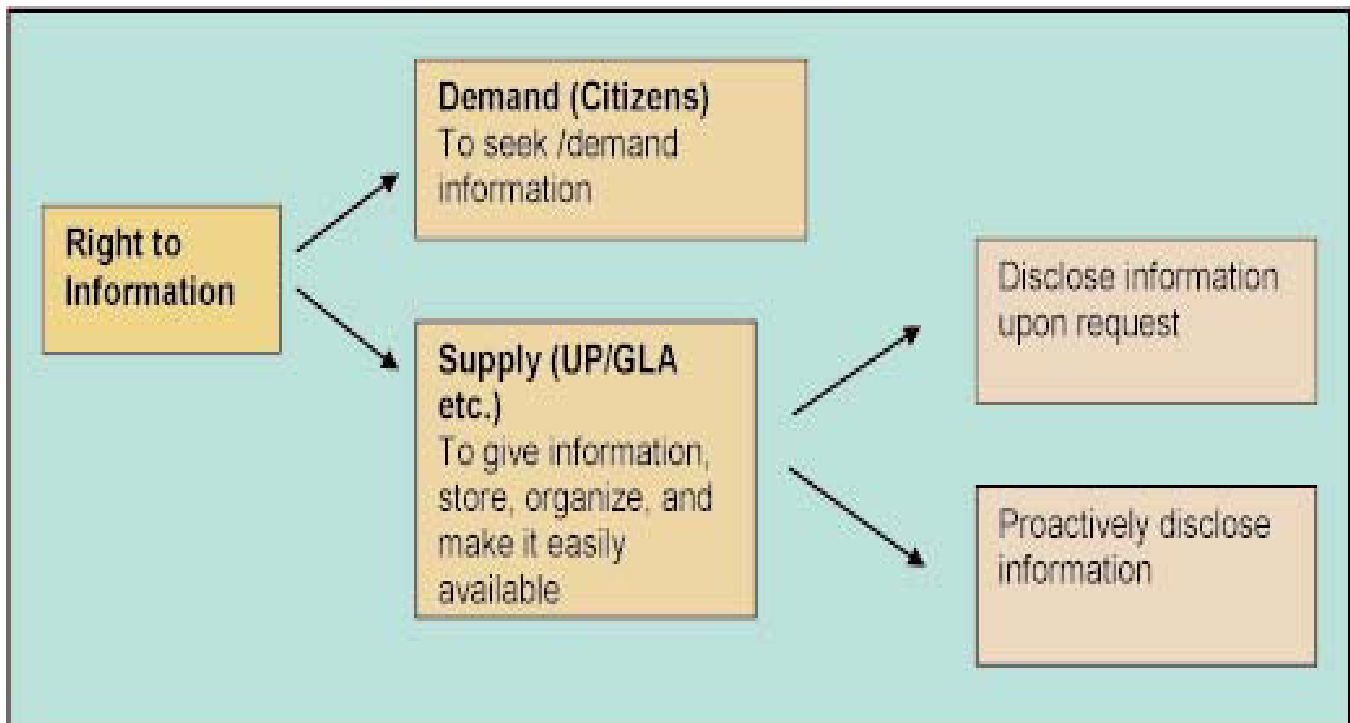 Right to
Information
Demand (Citizens)
To seek /demand
information
Supply (UP/GLA
etc.)
To give information,
store, organize, and
make it easily
available
Disclose information
upon request
Proactively disclose
information